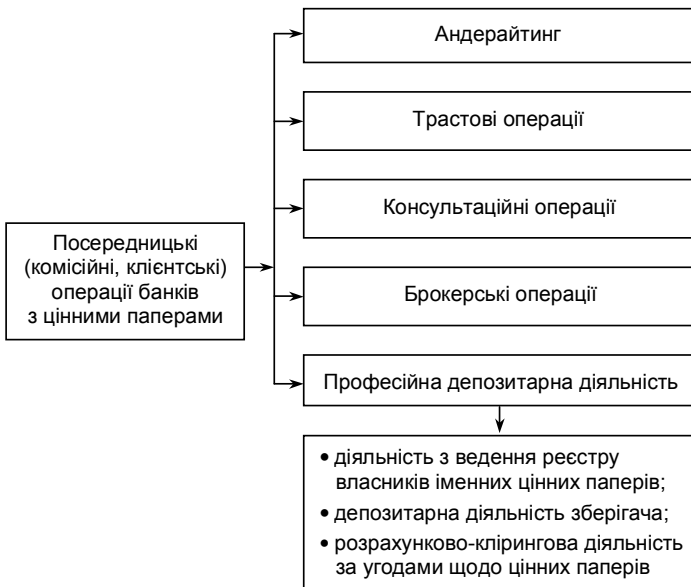 Посередницькі
(комісійні, клієнтські)
операції банків
з цінними паперами
Андерайтинг
Трастові операції
Консультаційні операції
Брокерські операції
Професійна депозитарна діяльність
• діяльність з ведення реєстру
власників іменних цінних паперів;
• депозитарна діяльність зберігача;
• розрахунково-клірингова діяльність
за угодами щодо цінних паперів